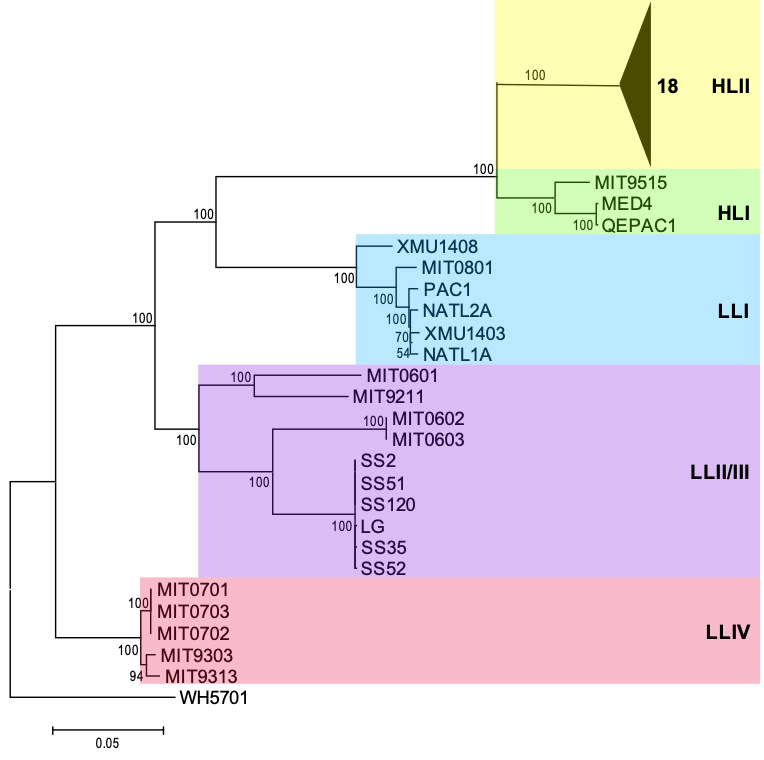 100
18 HLII
100
MIT9515
100
MED4
HLI
100
QEPAC1
100
XMU1408
100
MIT0801
100
PAC1
100
NATL2A
LLI
100
70
XMU1403
54
NATL1A
100
MIT0601
MIT9211
100
100
MIT0602
MIT0603
SS2
LLII/III
100
SS51
SS120
100
LG
SS35
SS52
MIT0701
100
MIT0703
MIT0702
LLIV
100
MIT9303
94
MIT9313
WH5701
0.05